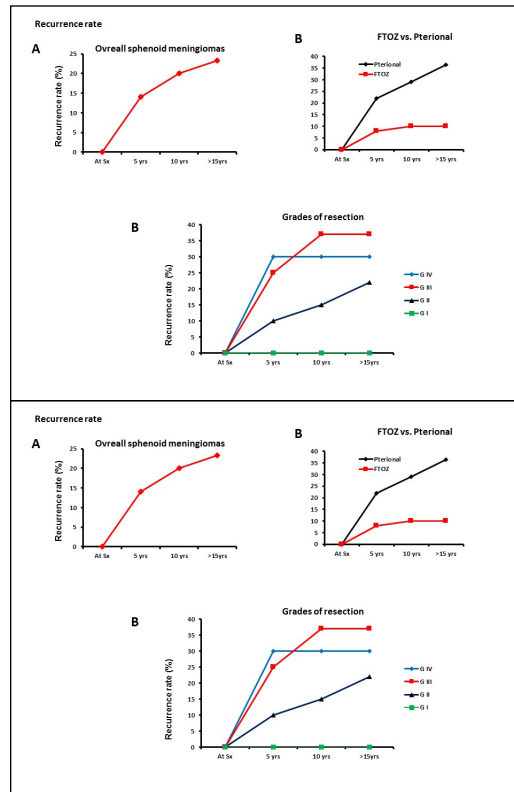 Recurrence rate
A
Ovreall sphenoid meningiomas
Recurrence rate (%)
25
20
15
10
5
0
At Sx 5 yrs 10 yrs >15yrs
B
FTOZ vs. Pterional
Recurrence rate (%)
40
35
30
25
20
15
10
5
0
Pterional
FTOZ
At Sx 5 yrs 10 yrs >15 yrs
B
Grades of resection
Recurrence rate (%)
40
35
30
25
20
15
10
5
0
At Sx 5 yrs 10 yrs >15yrs
G IV
G III
G II
G I
Recurrence rate
A
Ovreall sphenoid meningiomas
Recurrence rate (%)
25
20
15
10
5
0
At Sx 5 yrs 10 yrs >15yrs
B
FTOZ vs. Pterional
Recurrence rate (%)
40
35
30
25
20
15
10
5
0
Pterional
FTOZ
At Sx 5 yrs 10 yrs >15 yrs
B
Grades of resection
Recurrence rate (%)
40
35
30
25
20
15
10
5
0
At Sx 5 yrs 10 yrs >15yrs
G IV
G III
G II
G I